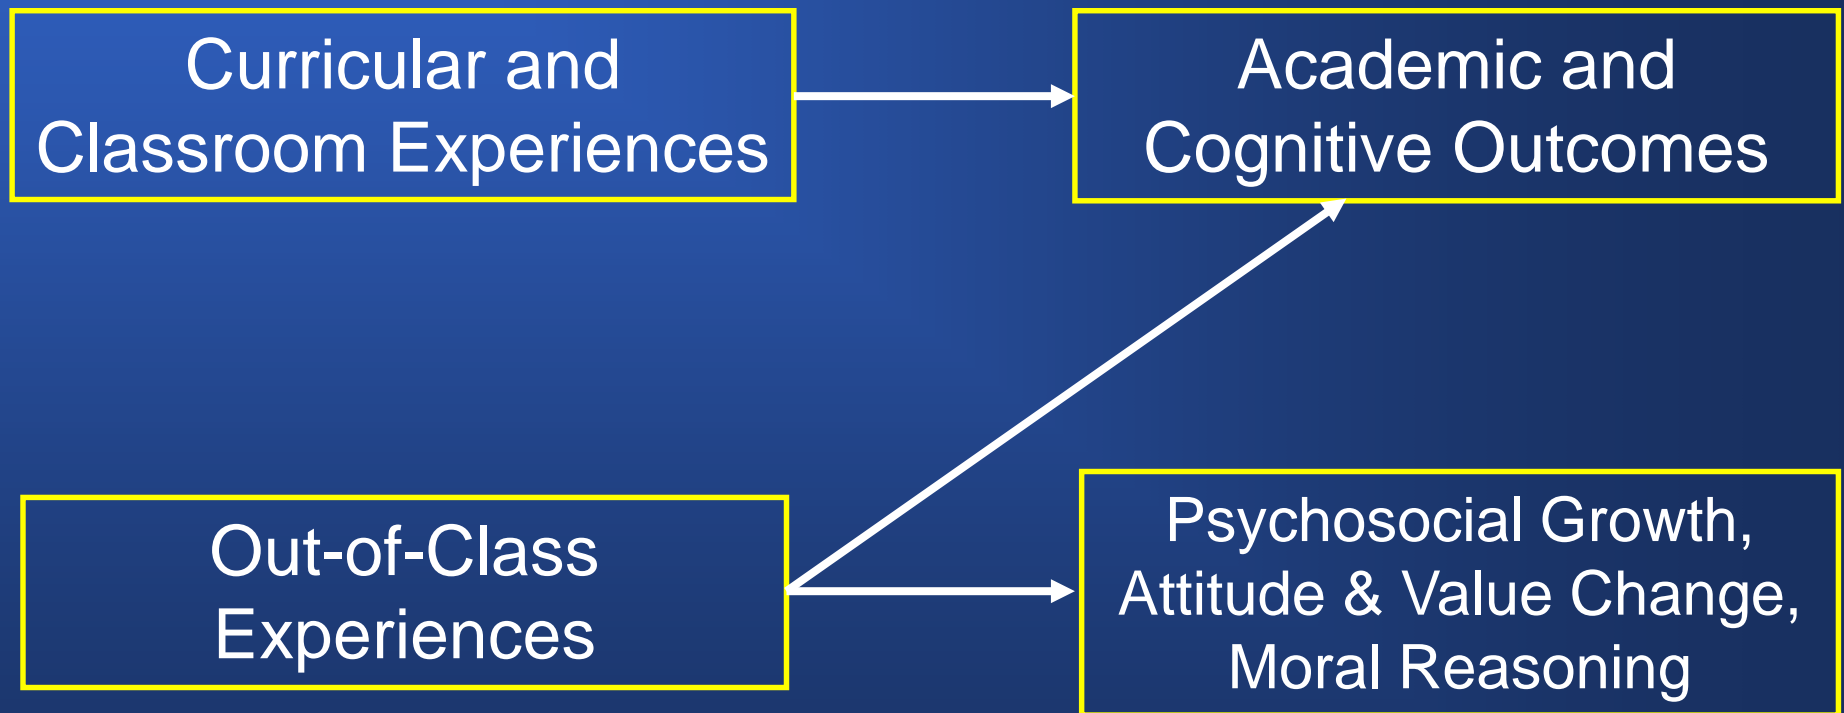 Curricular and
Classroom Experiences
Academic and
Cognitive Outcomes
Out-of-Class
Experiences
Psychosocial Growth,
Attitude & Value Change,
Moral Reasoning